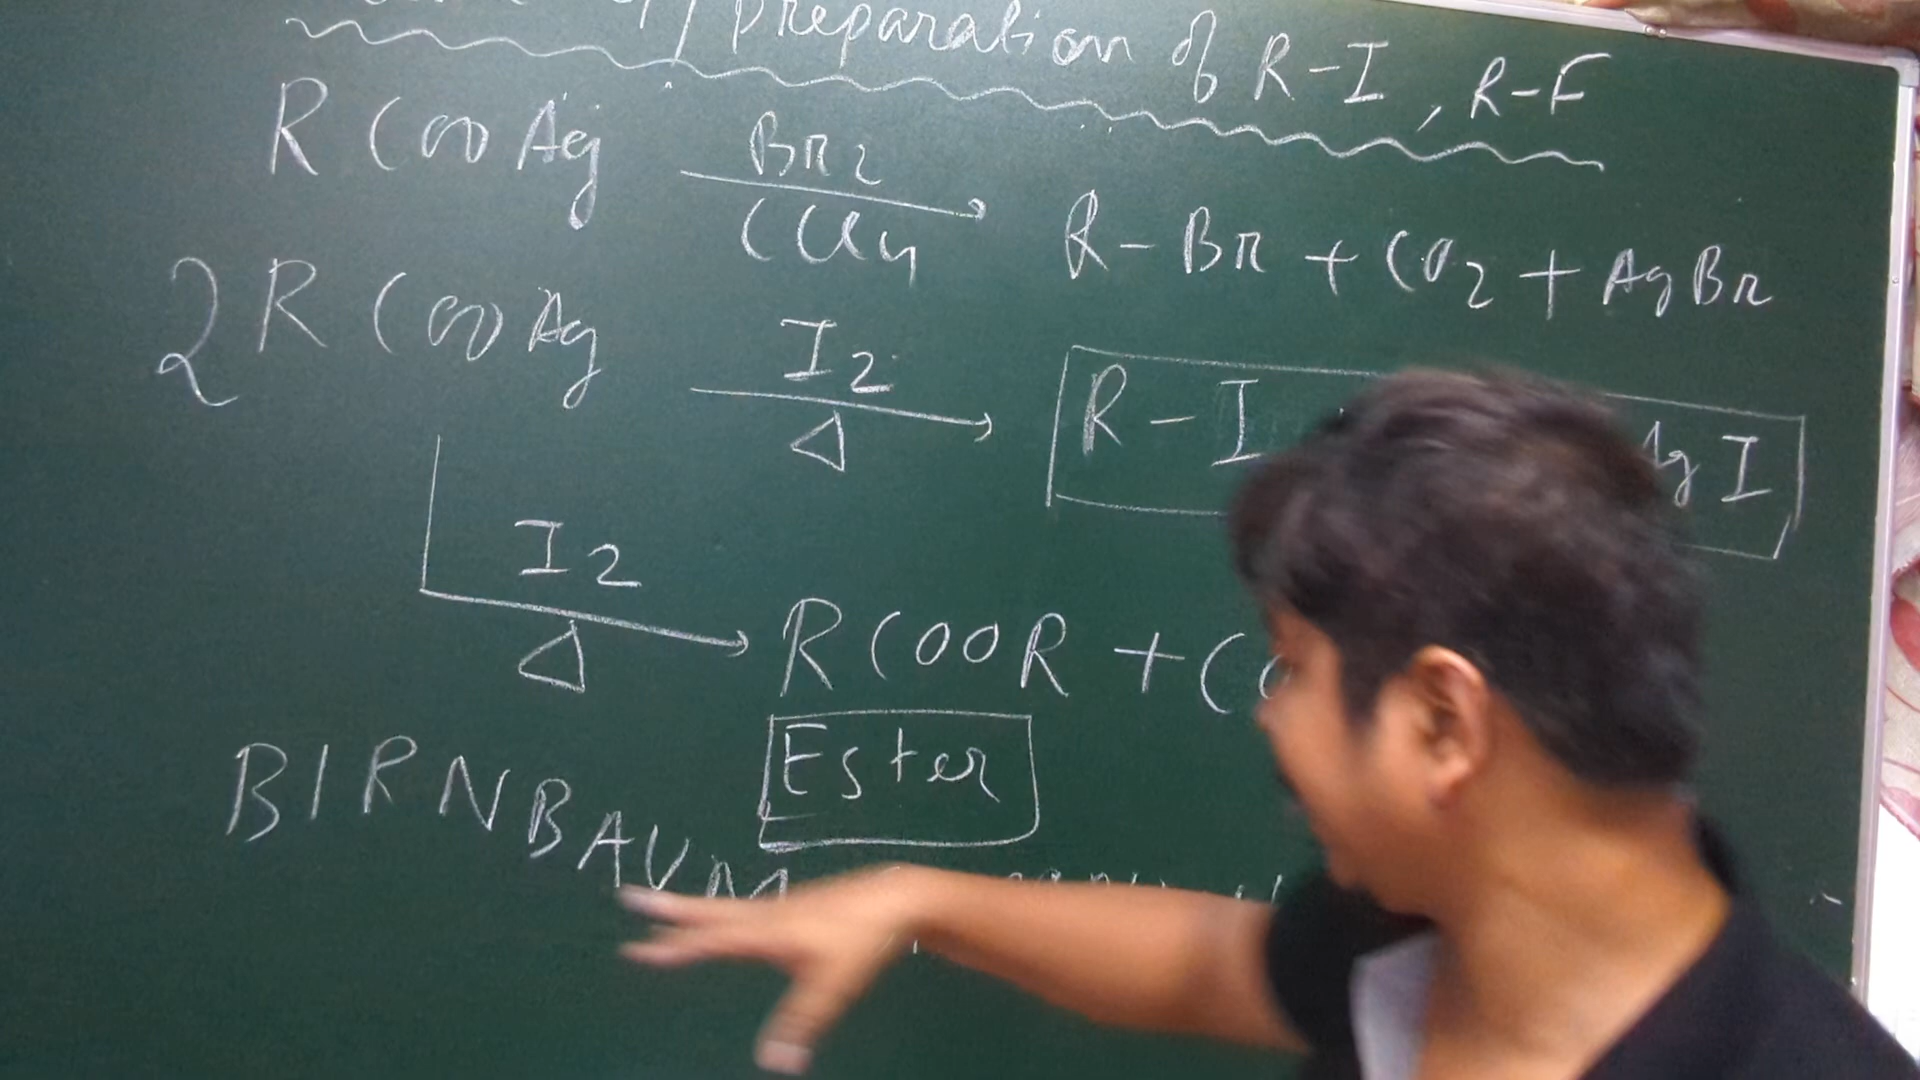 preparation of R-I, R-F
RCOOAg Br2 CCl4 R-Br + CO2 + AgBr
2RCOOAg I2 Δ R-I AgI
I2 Δ RCOOR +
Ester
BIRNBAUM